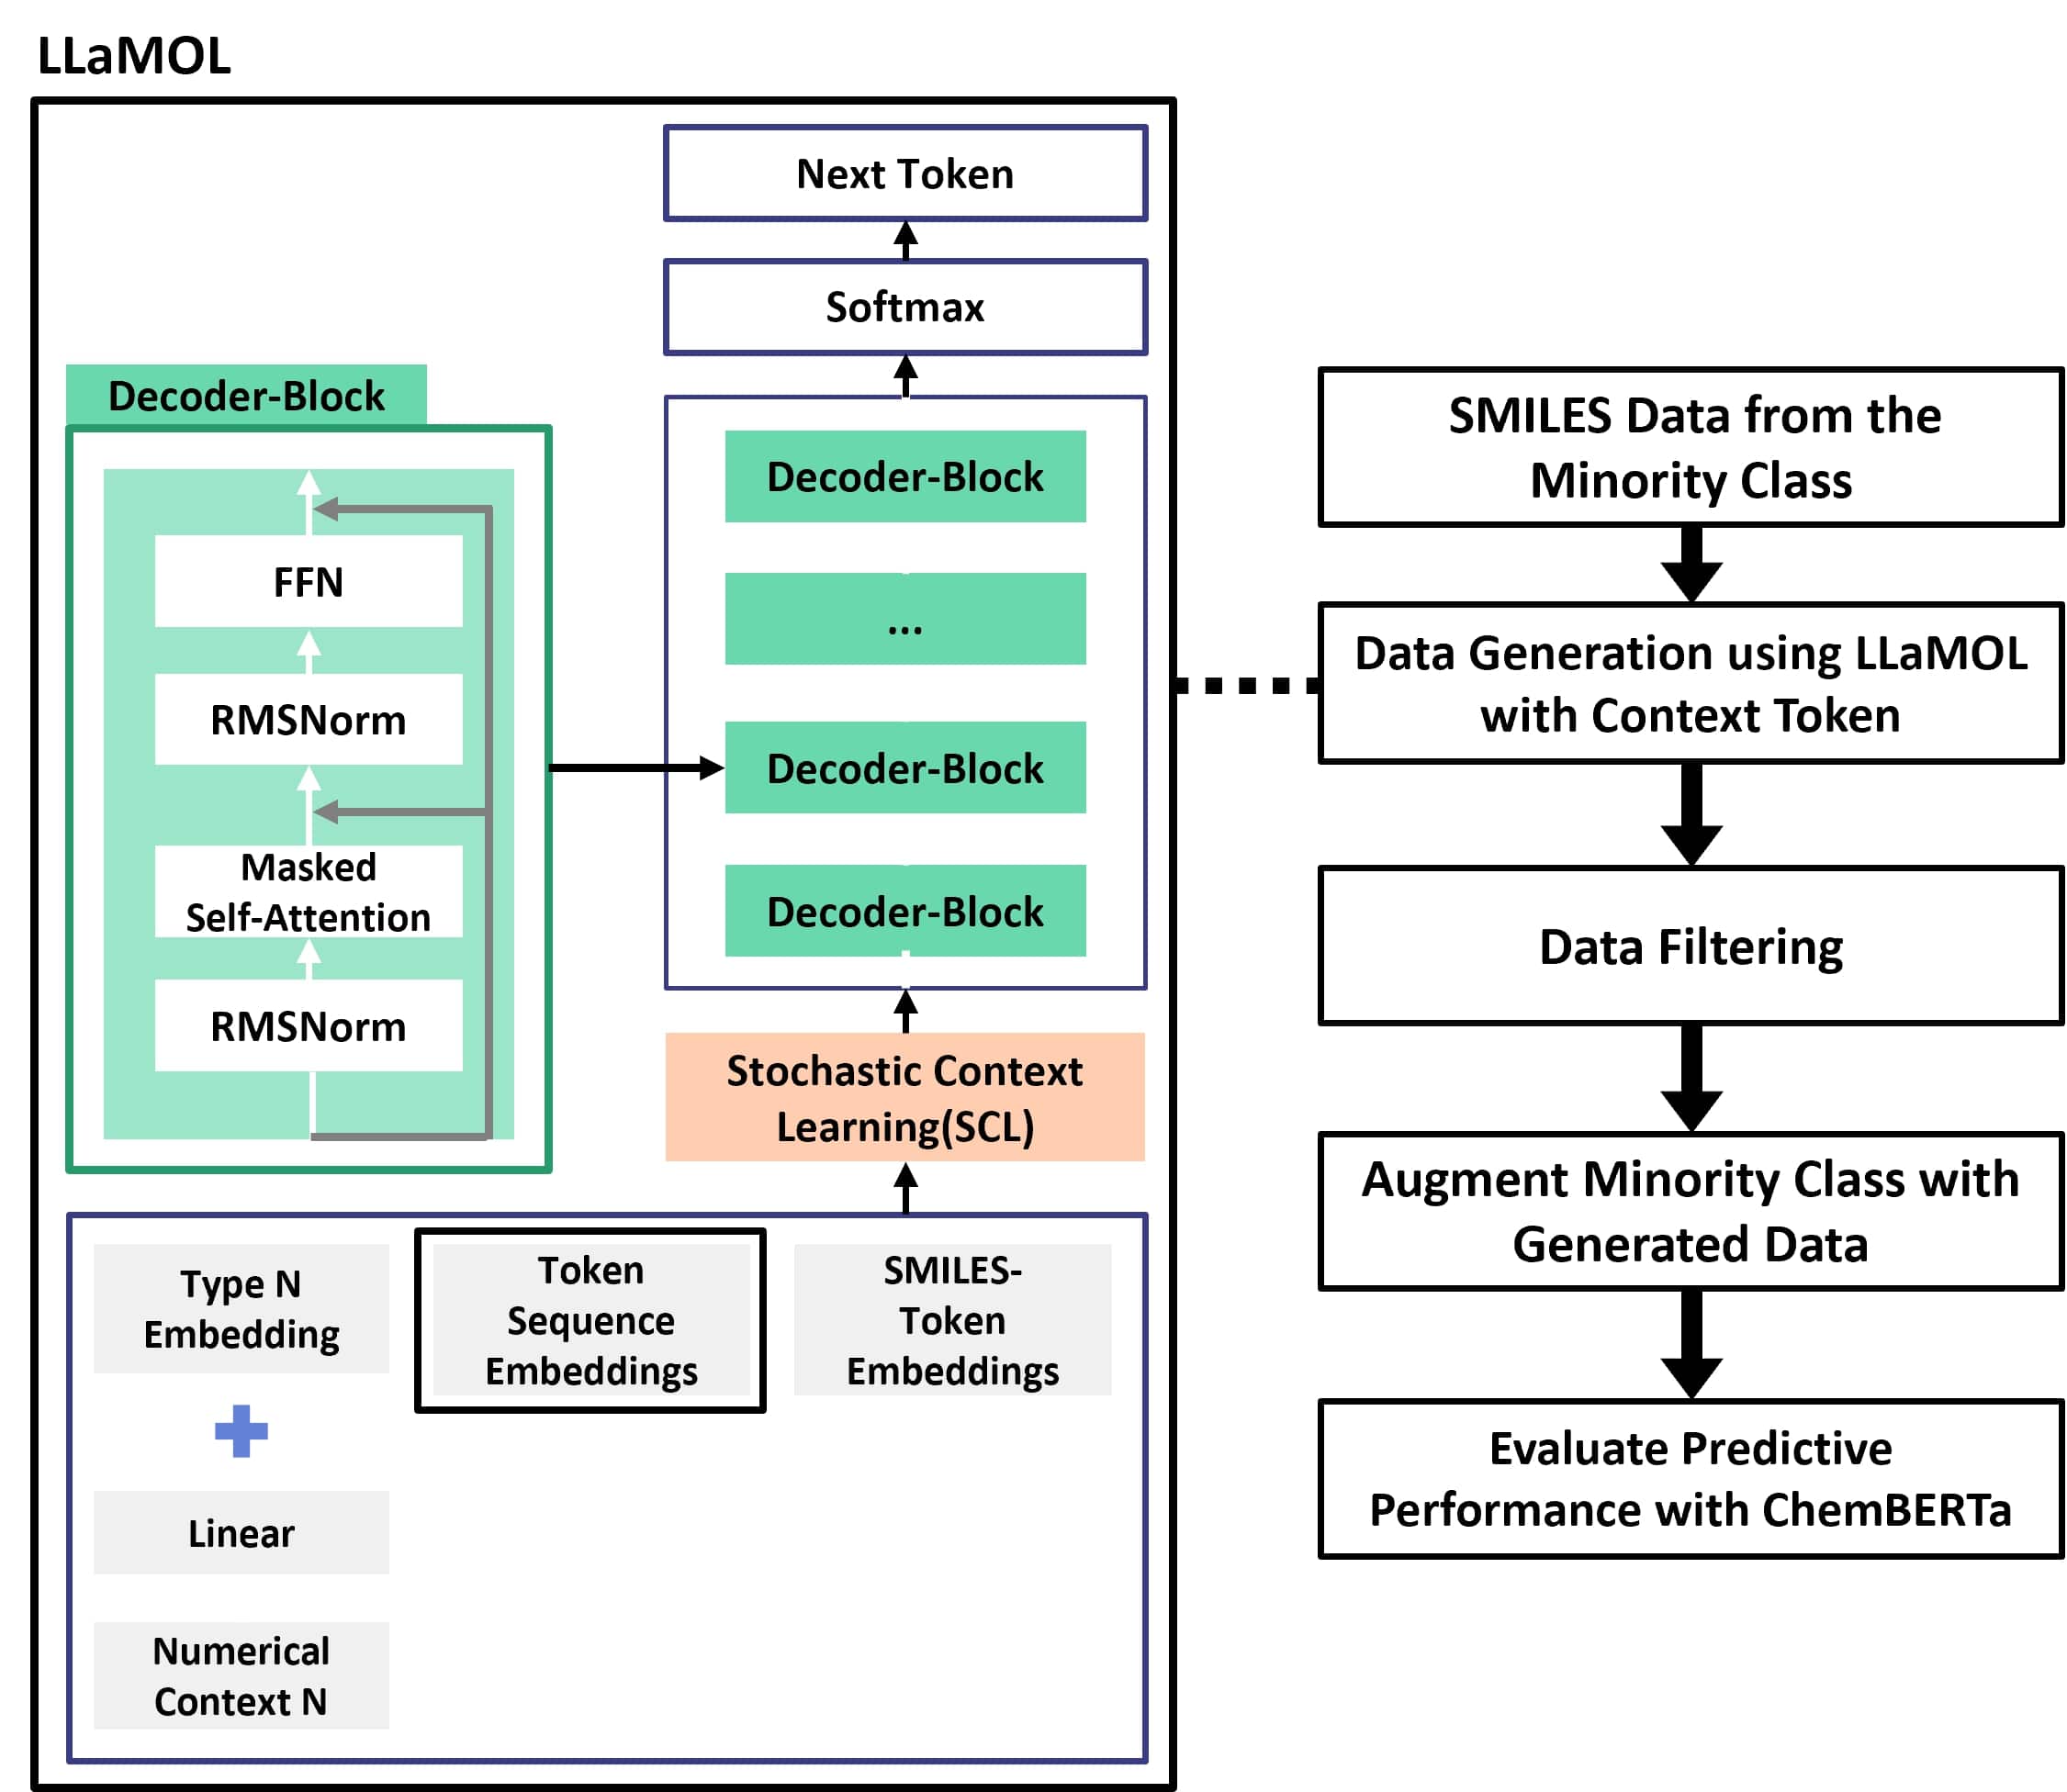 LLaMOL
Next Token
Softmax
Decoder-Block
FFN
RMSNorm
Masked
Self-Attention
RMSNorm
Decoder-Block
...
Decoder-Block
Decoder-Block
Stochastic Context
Learning(SCL)
Type N
Embedding
Linear
Numerical
Context N
Token
Sequence
Embeddings
SMILES-
Token
Embeddings
SMILES Data from the
Minority Class
Data Generation using LLaMOL
with Context Token
Data Filtering
Augment Minority Class with
Generated Data
Evaluate Predictive
Performance with ChemBERTa